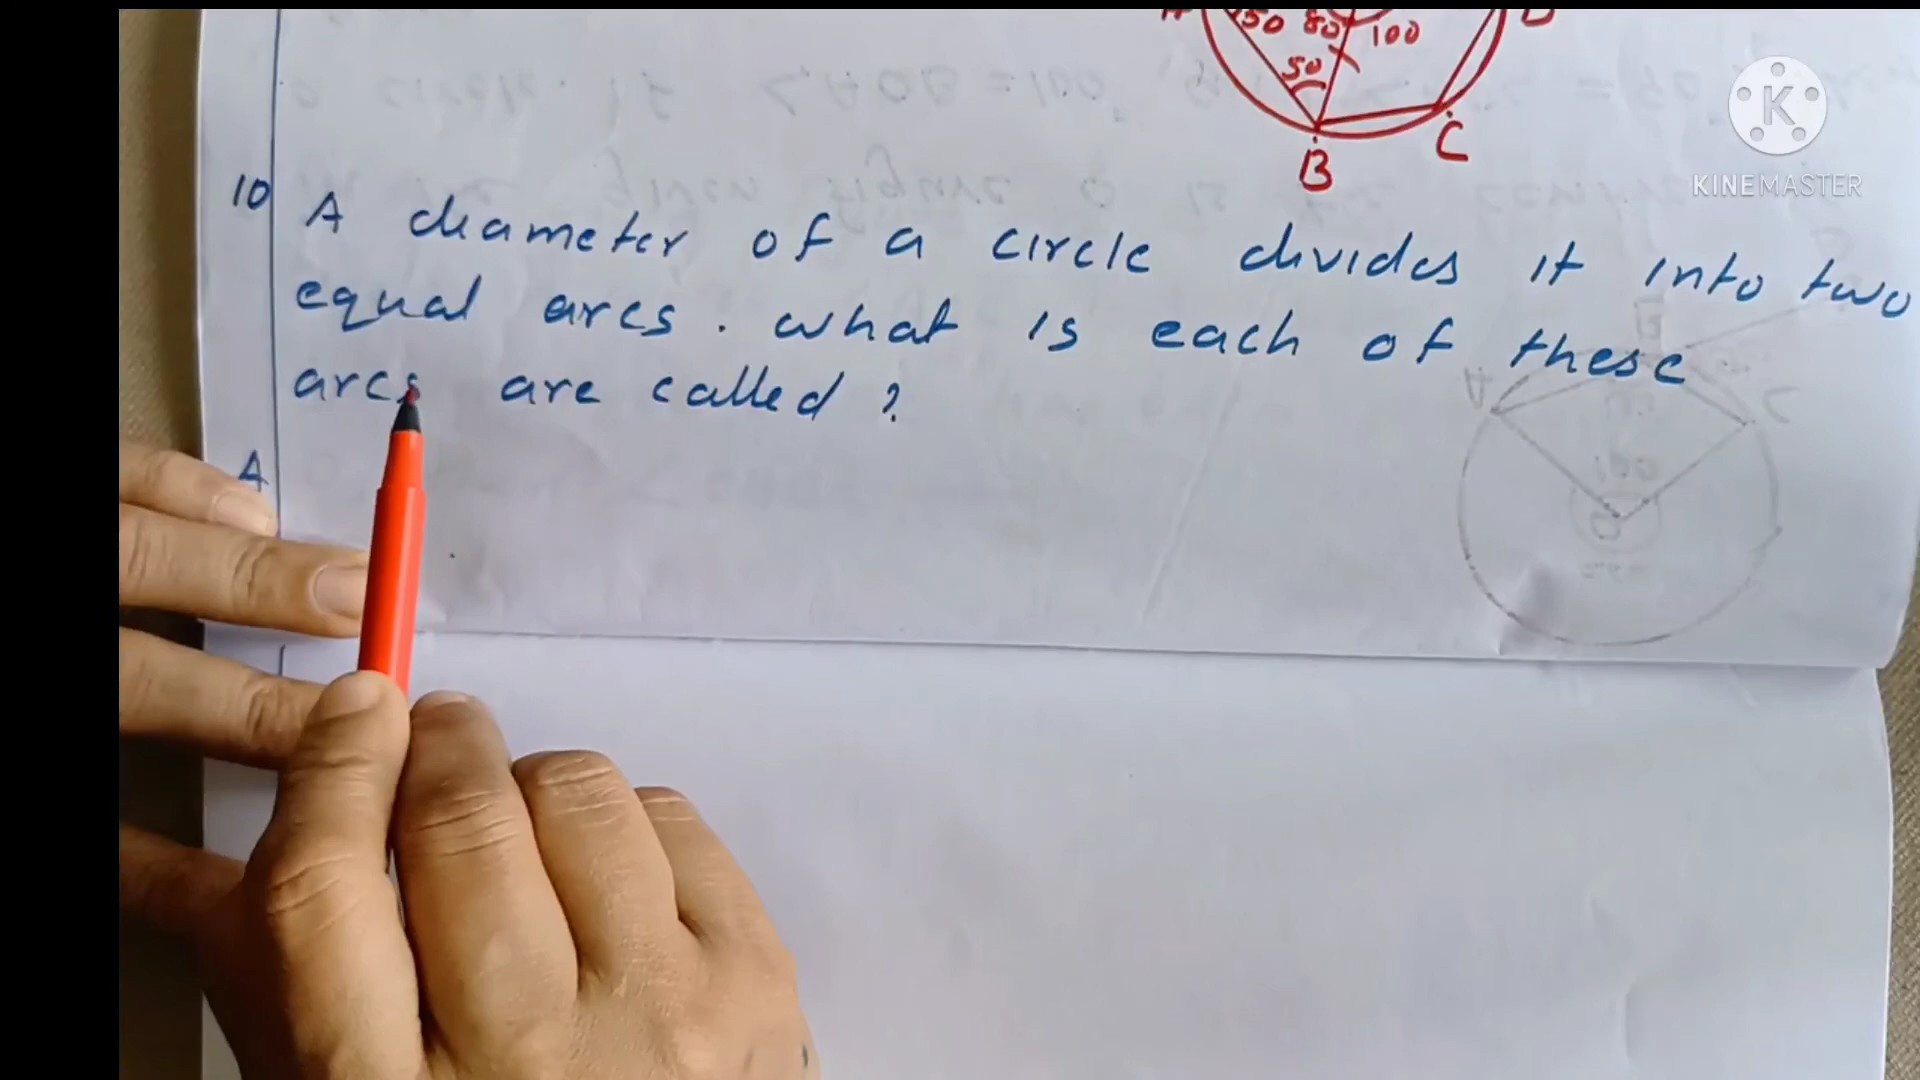 50 80 100
50
B C
K
KINEMASTER
10 A diameter of a circle divides it into two
equal arcs. what is each of these
arcs are called ?
A